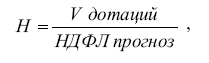 H = V дотаций / НДФЛ прогноз ,